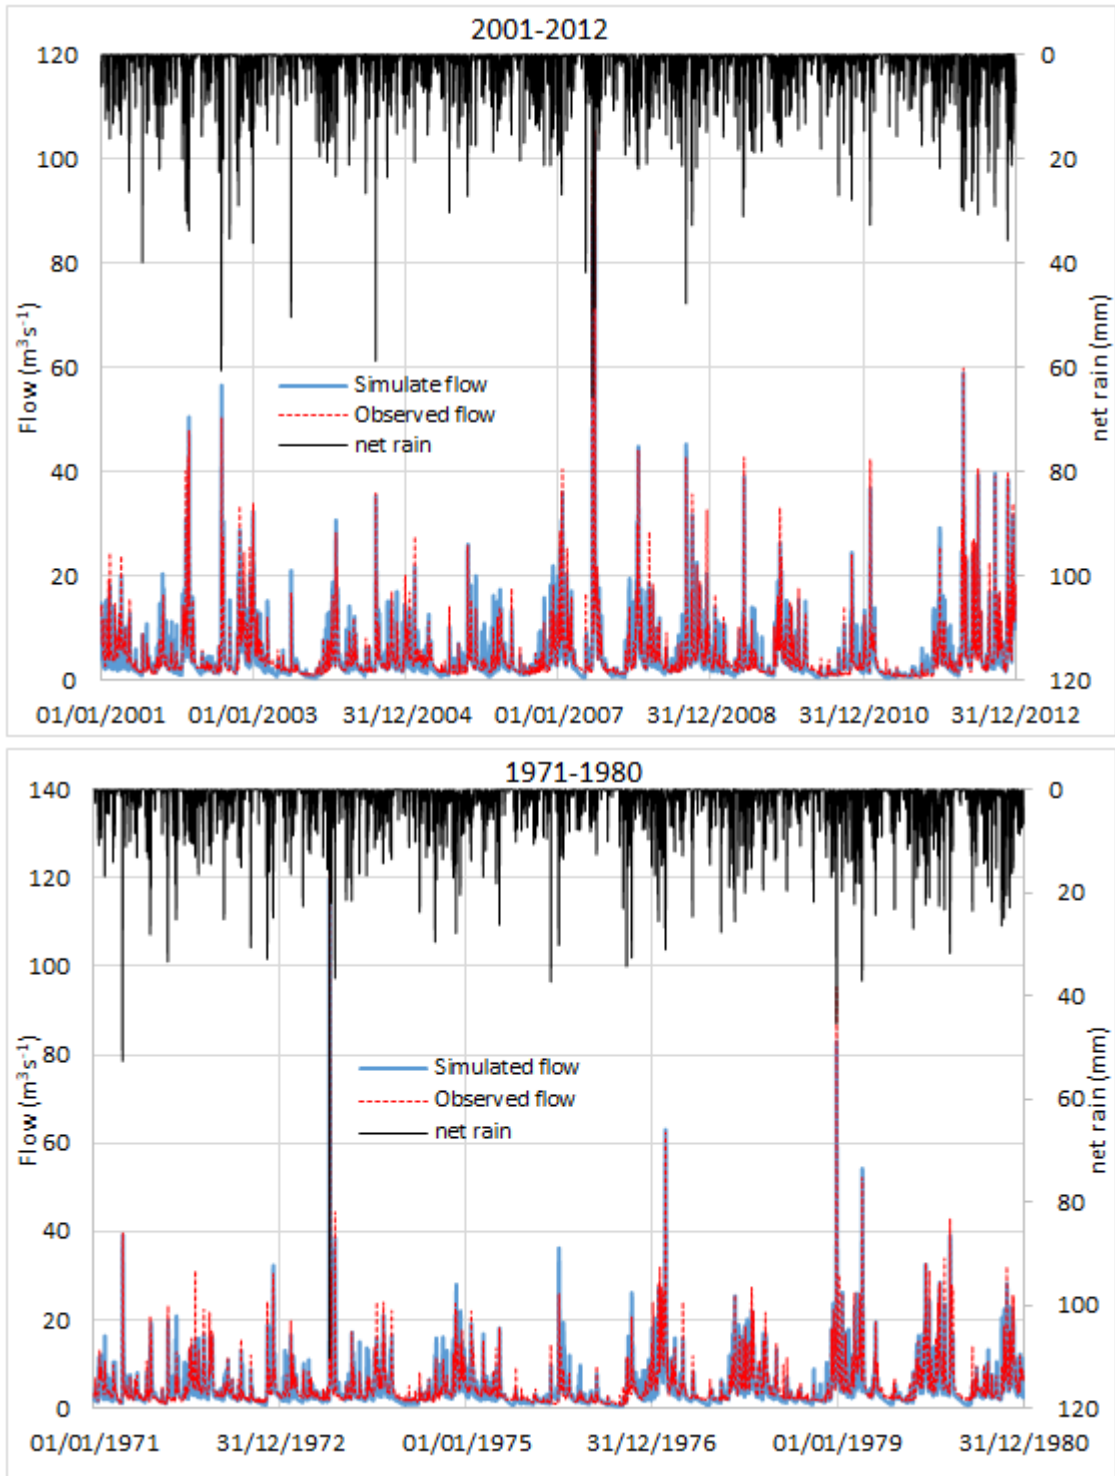 2001-2012
120
100
80
60
40
20
0
0
20
40
60
80
100
120
Flow (m³s⁻¹)
net rain (mm)
Simulate flow
Observed flow
net rain
01/01/2001 01/01/2003 31/12/2004 01/01/2007 31/12/2008 31/12/2010 31/12/2012
1971-1980
140
120
100
80
60
40
20
0
0
20
40
60
80
100
120
Flow (m³s⁻¹)
net rain (mm)
Simulated flow
Observed flow
net rain
01/01/1971 31/12/1972 01/01/1975 31/12/1976 01/01/1979 31/12/1980